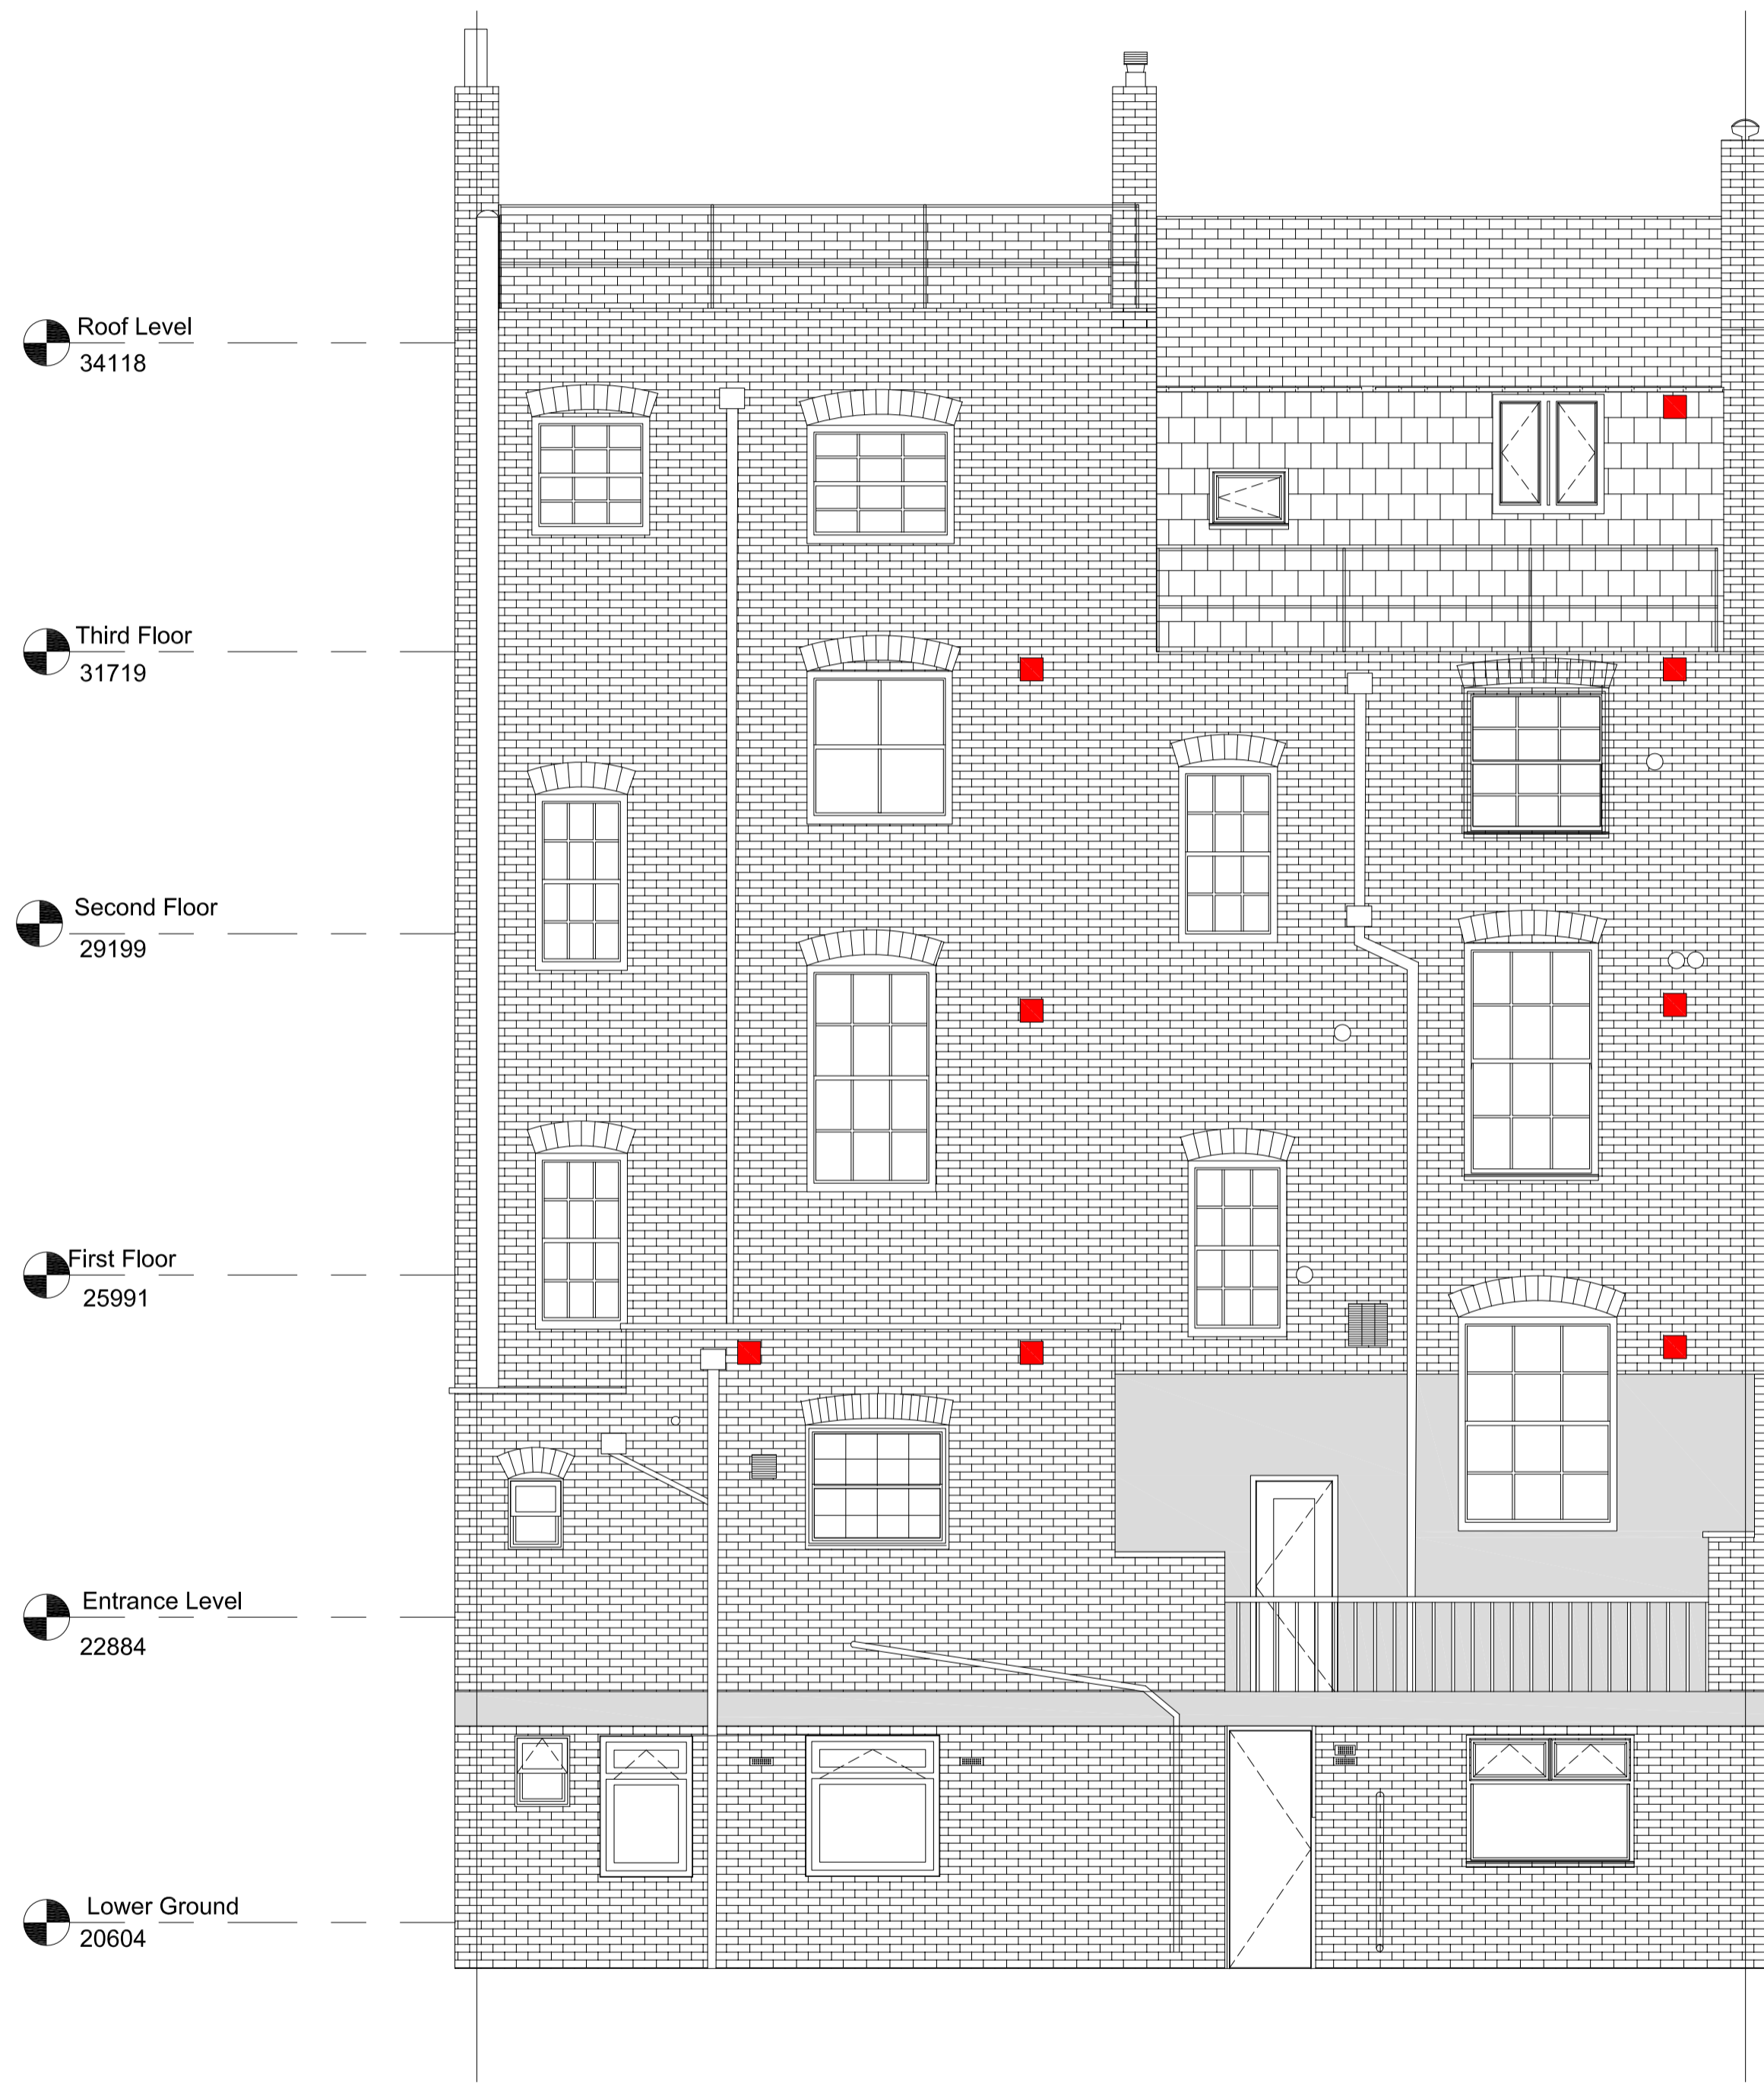 Roof Level
34118
Third Floor
31719
Second Floor
29199
First Floor
25991
Entrance Level
22884
Lower Ground
20604